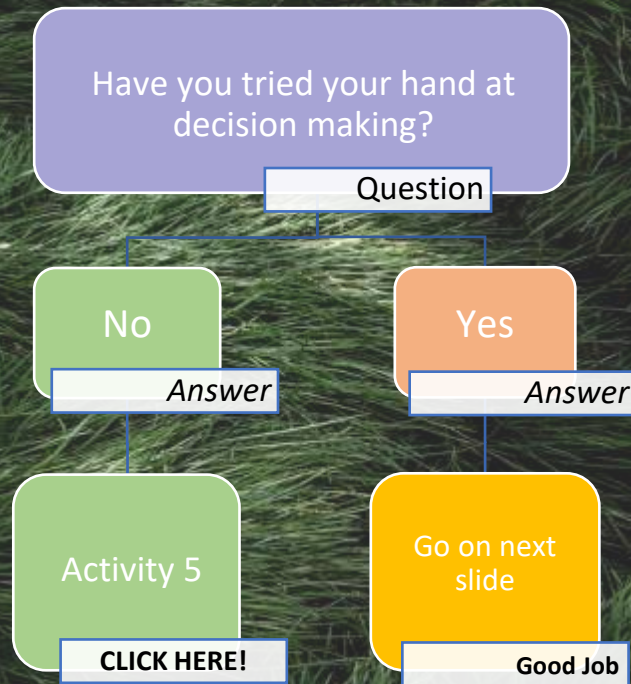 Have you tried your hand at
decision making?
Question
No
Answer
Yes
Answer
Activity 5
CLICK HERE!
Go on next
slide
Good Job